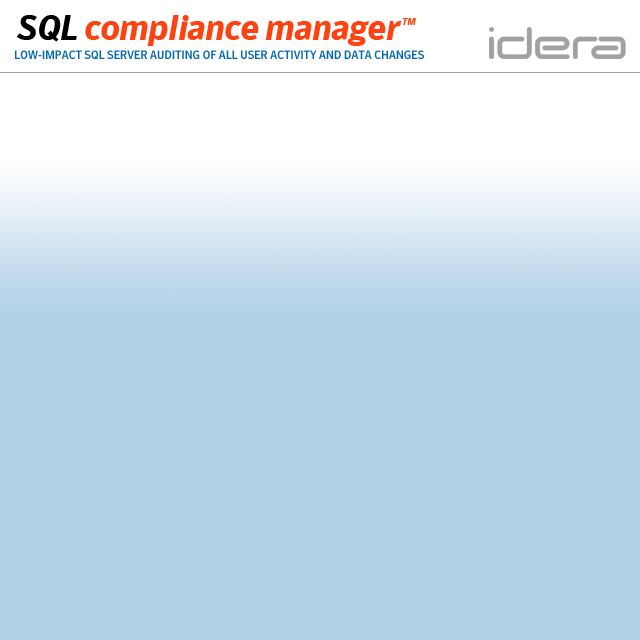 SQL compliance manager™
LOW-IMPACT SQL SERVER AUDITING OF ALL USER ACTIVITY AND DATA CHANGES
idera